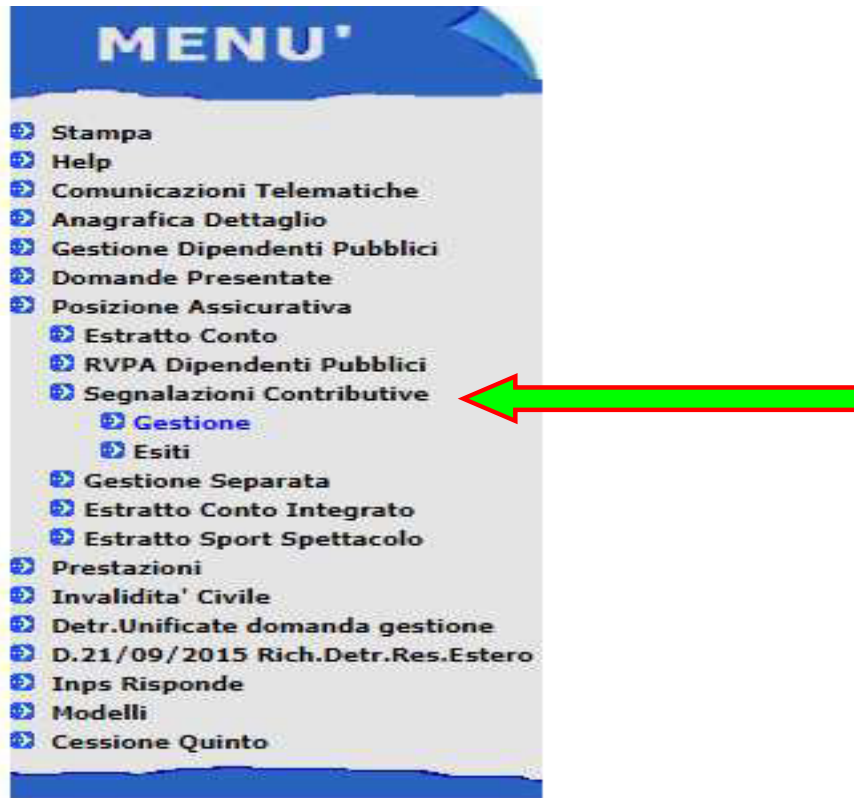 MENU'
Stampa
Help
Comunicazioni Telematiche
Anagrafica Dettaglio
Gestione Dipendenti Pubblici
Domande Presentate
Posizione Assicurativa
Estratto Conto
RVPA Dipendenti Pubblici
Segnalazioni Contributive
Gestione
Esiti
Gestione Separata
Estratto Conto Integrato
Estratto Sport Spettacolo
Prestazioni
Invalidita' Civile
Detr.Unificate domanda gestione
D.21/09/2015 Rich.Detr.Res.Estero
Inps Risponde
Modelli
Cessione Quinto